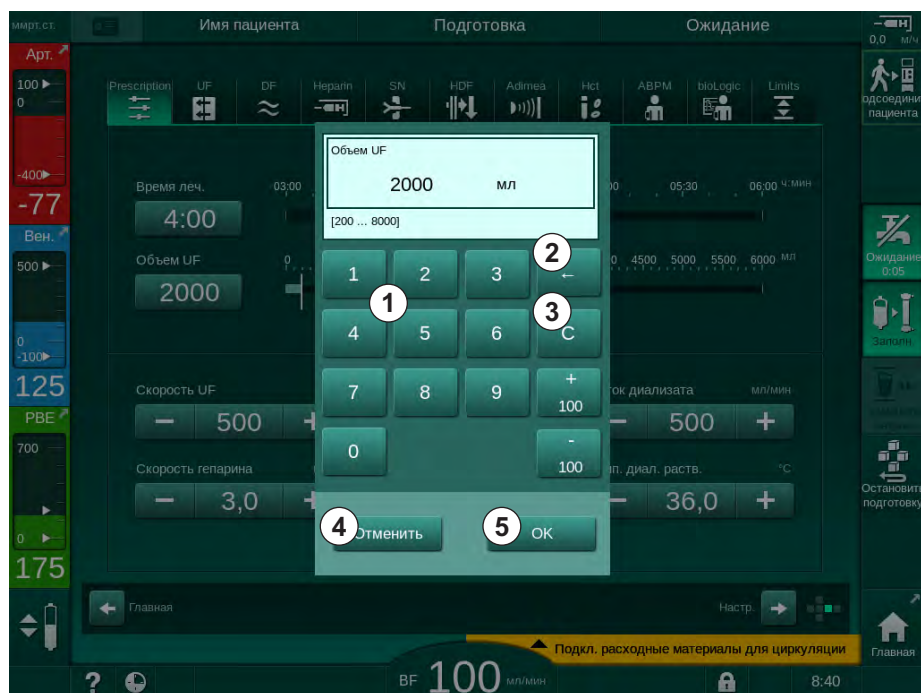 ммрт.ст.
Имя пациента
Подготовка
Ожидание
0,0 м/ч
Арт.
100
0
-400
-77
Вен.
500
0
-100
125
PBE
700
0
175
Prescription UF DF Heparin SN HDF Adimea Hct ABPM bioLogic Limits
Время леч.
4:00
03:00
05:30
06:00 ч:мин
Объем UF
2000
0
4500 5000 5500 6000 мл
Скорость UF
− 500 +
Скорость гепарина
− 3,0 +
ок диализата мл/мин
− 500 +
п. диал. раств. °C
− 36,0 +
Объем UF
2000 мл
[200 ... 8000]
1 2 3 ←
4 5 6 C
7 8 9 + 100
0 - 100
Отменить
OK
1
2
3
4
5
одсоедини
пациента
Ожидание
0:05
Заполн.
Остановить
подготовку
Главная
Настр.
Подкл. расходные материалы для циркуляции
Главная
?
BF 100 мл/мин
8:40